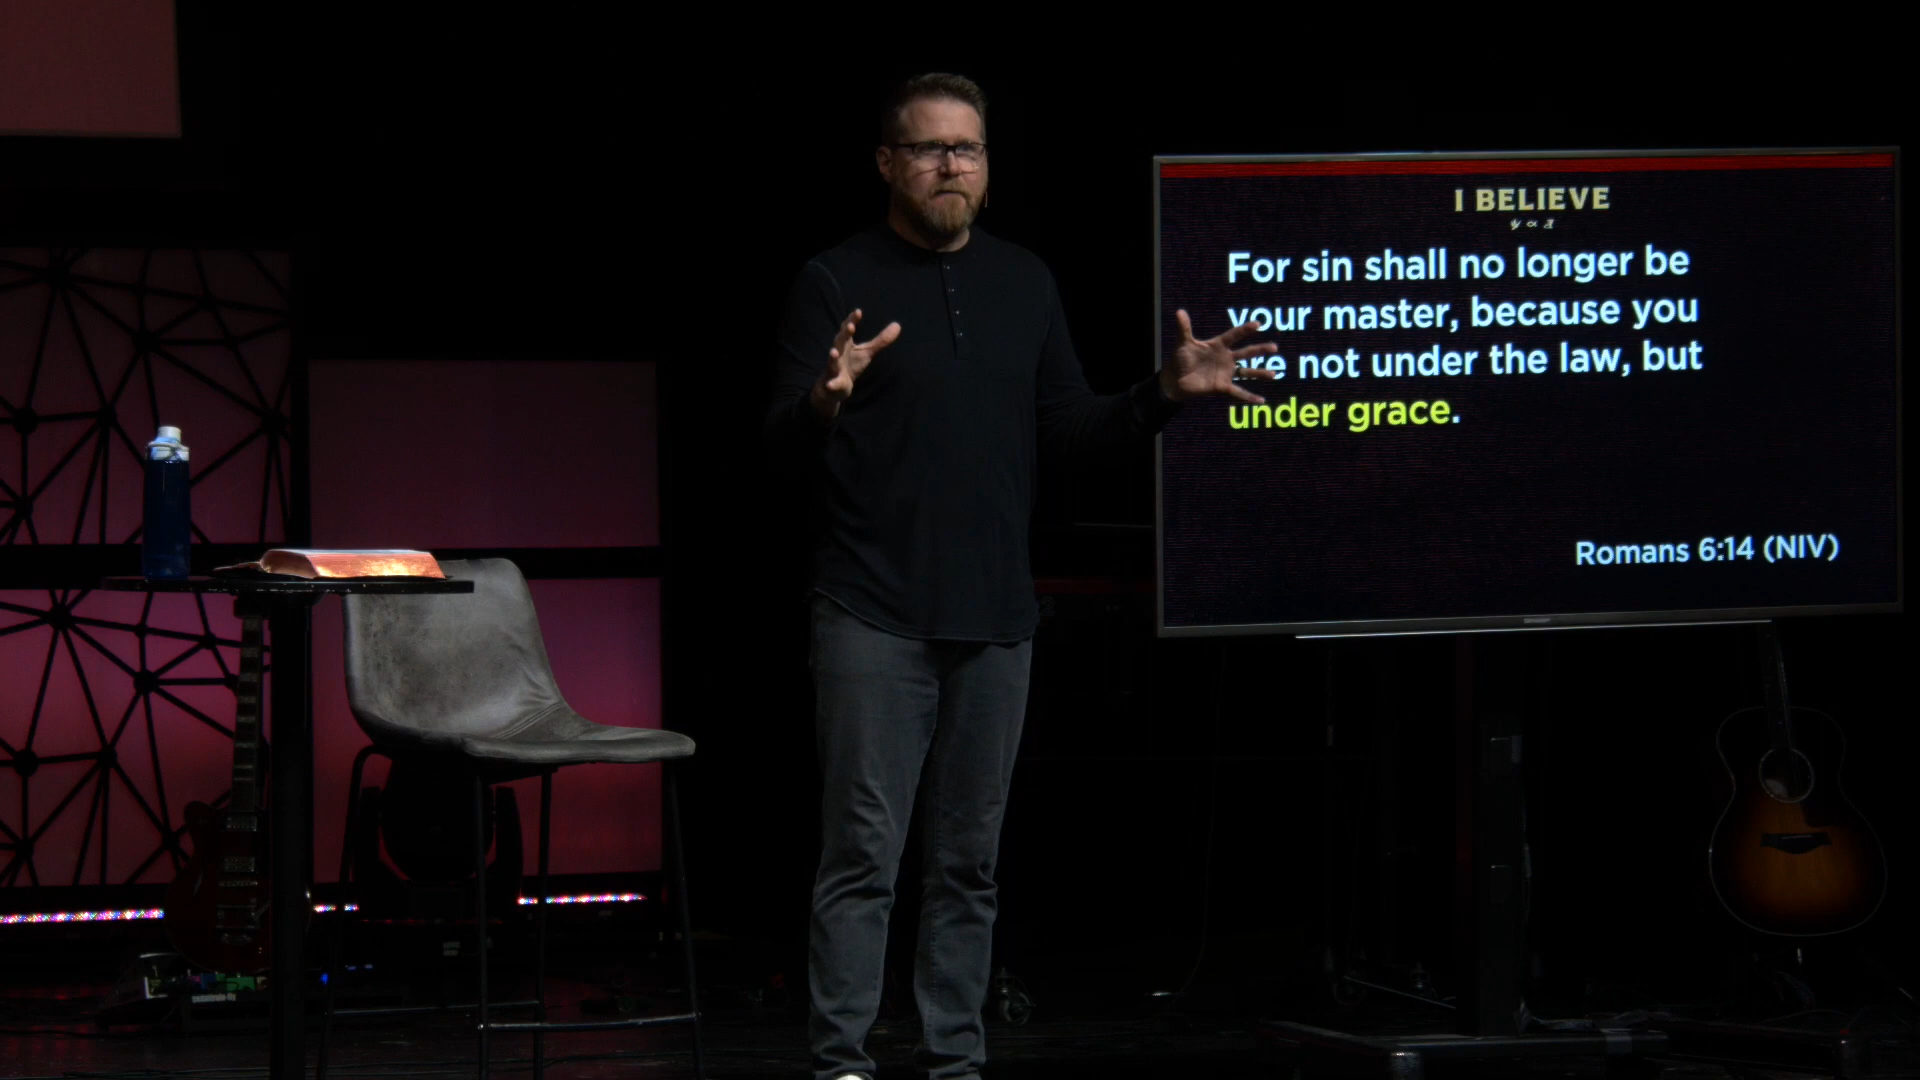 I BELIEVE
For sin shall no longer be
your master, because you
are not under the law, but
under grace.
Romans 6:14 (NIV)